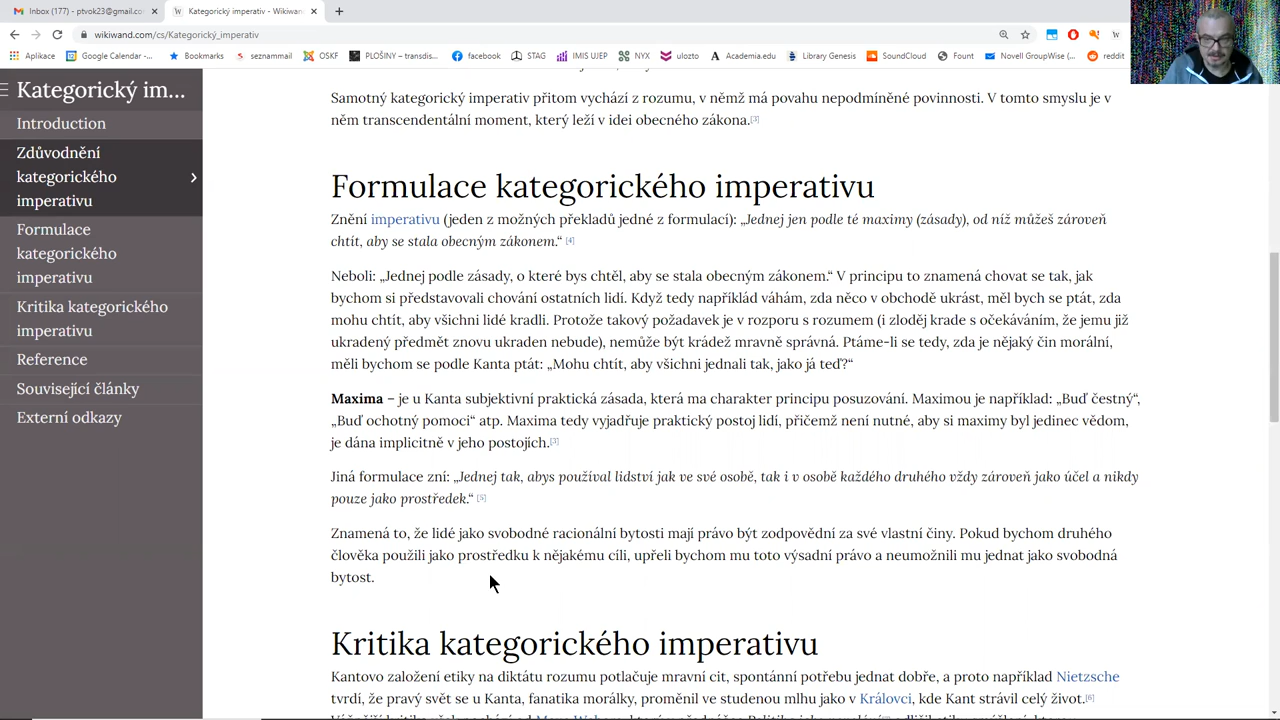 Inbox (177) - ptvok23@gmail.co
Kategorický imperativ - Wikiwand
wikiwand.com/cs/Kategorický_imperativ
Aplikace
Google Calendar -...
Bookmarks
seznammail
OSKF
PLOŠINY — transdis...
facebook
STAG
IMIS UJEP
NYX
ulozto
Academia.edu
Library Genesis
SoundCloud
Fount
Novell GroupWise (...
reddit
Kategorický im...
Introduction
Zdůvodnění
kategorického
imperativu
Formulace
kategorického
imperativu
Kritika kategorického
imperativu
Reference
Související články
Externí odkazy
Samotný kategorický imperativ přitom vychází z rozumu, v němž má povahu nepodmíněné povinnosti. V tomto smyslu je v
něm transcendentální moment, který leží v idei obecného zákona.[3]
Formulace kategorického imperativu
Znění imperativu (jeden z možných překladů jedné z formulací): „Jednej jen podle té maximy (zásady), od níž můžeš zároveň
chtít, aby se stala obecným zákonem.“ [4]
Neboli: „Jednej podle zásady, o které bys chtěl, aby se stala obecným zákonem.“ V principu to znamená chovat se tak, jak
bychom si představovali chování ostatních lidí. Když tedy například váhám, zda něco v obchodě ukrást, měl bych se ptát, zda
mohu chtít, aby všichni lidé kradli. Protože takový požadavek je v rozporu s rozumem (i zloděj krade s očekáváním, že jemu již
ukradený předmět znovu ukraden nebude), nemůže být krádež mravně správná. Ptáme-li se tedy, zda je nějaký čin morální,
měli bychom se podle Kanta ptát: „Mohu chtít, aby všichni jednali tak, jako já teď?“
Maxima – je u Kanta subjektivní praktická zásada, která ma charakter principu posuzování. Maximou je například: „Buď čestný“,
„Buď ochotný pomoci“ atp. Maxima tedy vyjadřuje praktický postoj lidí, přičemž není nutné, aby si maximy byl jedinec vědom,
je dána implicitně v jeho postojích.[3]
Jiná formulace zní: „Jednej tak, abys používal lidství jak ve své osobě, tak i v osobě každého druhého vždy zároveň jako účel a nikdy
pouze jako prostředek.“ [5]
Znamená to, že lidé jako svobodné racionální bytosti mají právo být zodpovědní za své vlastní činy. Pokud bychom druhého
člověka použili jako prostředku k nějakému cíli, upřeli bychom mu toto výsadní právo a neumožnili mu jednat jako svobodná
bytost.
Kritika kategorického imperativu
Kantovo založení etiky na diktátu rozumu potlačuje mravní cit, spontánní potřebu jednat dobře, a proto například Nietzsche
tvrdí, že pravý svět se u Kanta, fanatika morálky, proměnil ve studenou mlhu jako v Královci, kde Kant strávil celý život.[6]